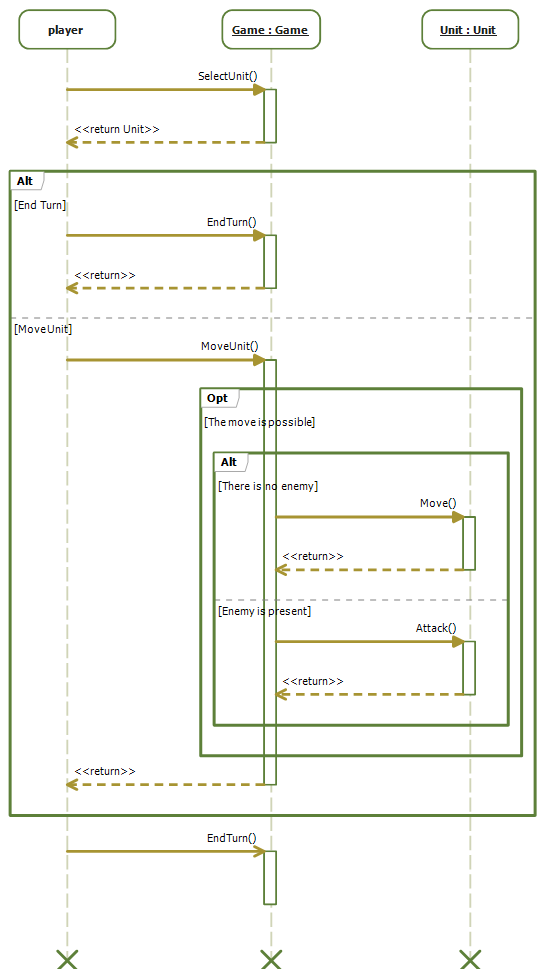 player
Game : Game
Unit : Unit
SelectUnit()
<<return Unit>>
Alt
[End Turn]
EndTurn()
<<return>>
[MoveUnit]
MoveUnit()
Opt
[The move is possible]
Alt
[There is no enemy]
Move()
<<return>>
[Enemy is present]
Attack()
<<return>>
<<return>>
EndTurn()